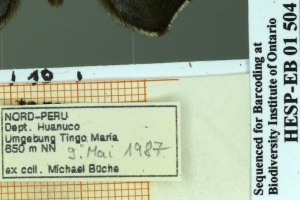 10
NORD-PERU
Dept. Huanuco
Umgebung Tingo Maria
650 m NN 9. Mai 1987
ex coll. Michael Büche
Sequenced for Barcoding at
Biodiversity Institute of Ontario
HESP-EB 01 504